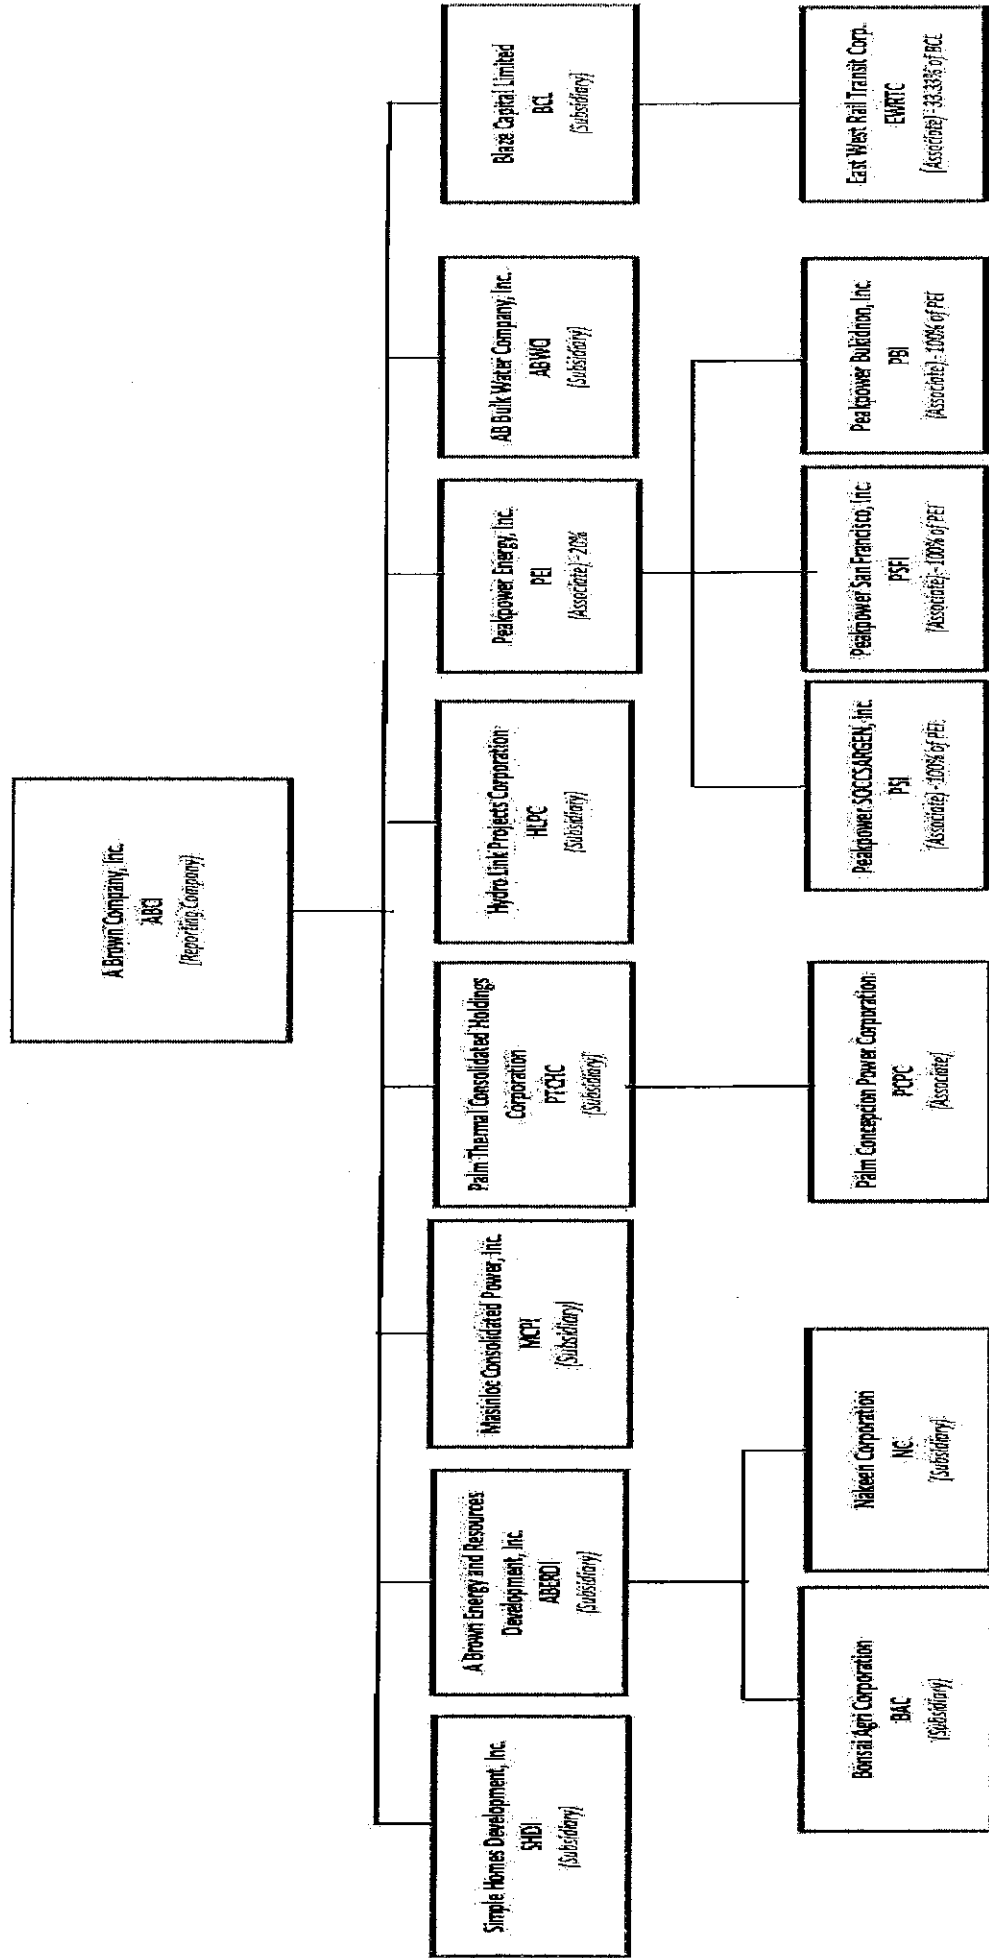 A Brown Company, Inc.
ABCI
(Reporting Company)
Simple Homes Development, Inc.
SHDI
(Subsidiary)
A Brown Energy and Resources
Development, Inc.
ABERDI
(Subsidiary)
Masinloc Consolidated Power, Inc.
MCPI
(Subsidiary)
Palm Thermal Consolidated Holdings
Corporation
PTCHC
(Subsidiary)
Hydro Link Projects Corporation
HLPC
(Subsidiary)
Peakpower Energy, Inc.
PEI
(Associate) - 20%
AB Bulk Water Company, Inc.
ABWCI
(Subsidiary)
Blaze Capital Limited
BCL
(Subsidiary)
Bonsai Agri Corporation
BAC
(Subsidiary)
Nakeen Corporation
NC
(Subsidiary)
Palm Concepcion Power Corporation
PCPC
(Associate)
Peakpower SOCCSARGEN, Inc.
PSI
(Associate) - 100% of PEI
Peakpower San Francisco, Inc.
PSFI
(Associate) - 100% of PEI
Peakpower Bukidnon, Inc.
PBI
(Associate) - 100% of PEI
East West Rail Transit Corp.
EWRTC
(Associate) - 33.33% of BCL